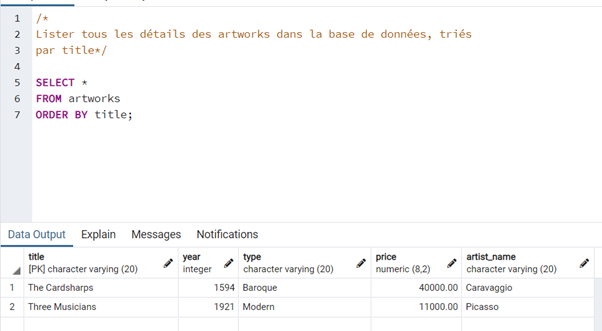 1 /*
2 Lister tous les détails des artworks dans la base de données, triés
3 par title*/
4
5 SELECT *
6 FROM artworks
7 ORDER BY title;
Data Output Explain Messages Notifications
title year type price artist_name
[PK] character varying (20) integer character varying (20) numeric (8,2) character varying (20)
1 The Cardsharps 1594 Baroque 40000.00 Caravaggio
2 Three Musicians 1921 Modern 11000.00 Picasso